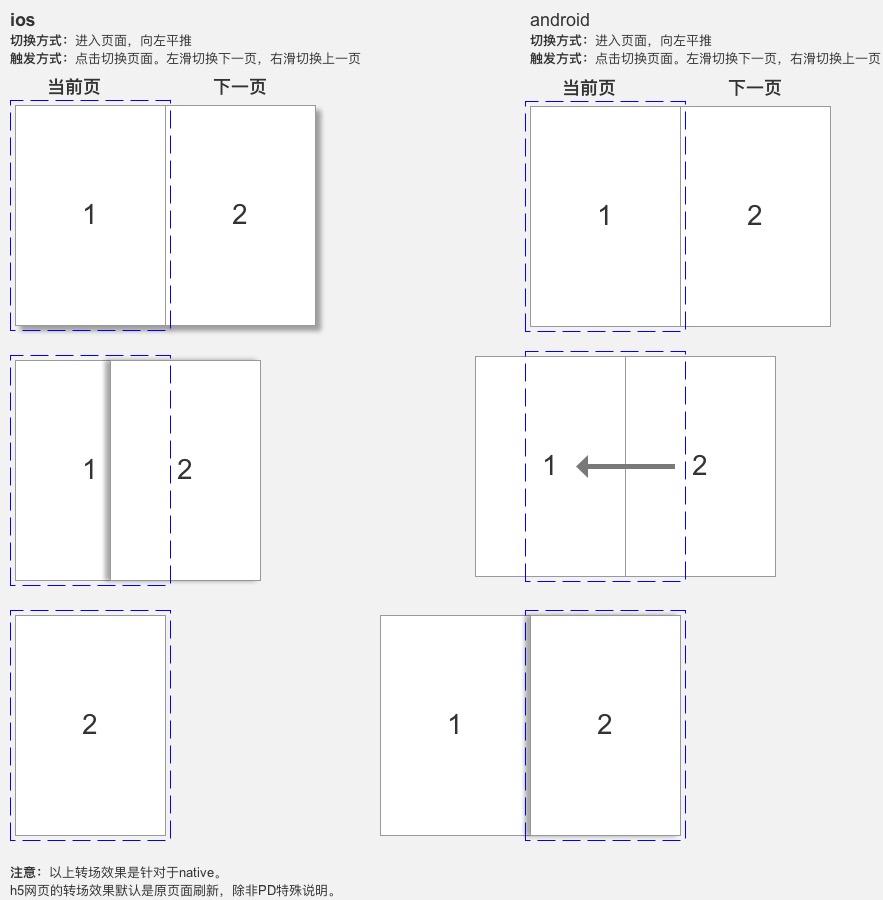 ios
切换方式：进入页面，向左平推
触发方式：点击切换页面。左滑切换下一页，右滑切换上一页
当前页 下一页
1 2
1 2
2
android
切换方式：进入页面，向左平推
触发方式：点击切换页面。左滑切换下一页，右滑切换上一页
当前页 下一页
1 2
1 2
1 2
注意：以上转场效果是针对于native。
h5网页的转场效果默认是原页面刷新，除非PD特殊说明。